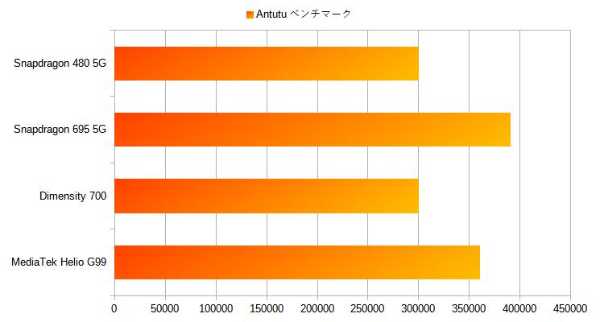 Antutu ベンチマーク
Snapdragon 480 5G
Snapdragon 695 5G
Dimensity 700
MediaTek Helio G99
0 50000 100000 150000 200000 250000 300000 350000 400000 450000